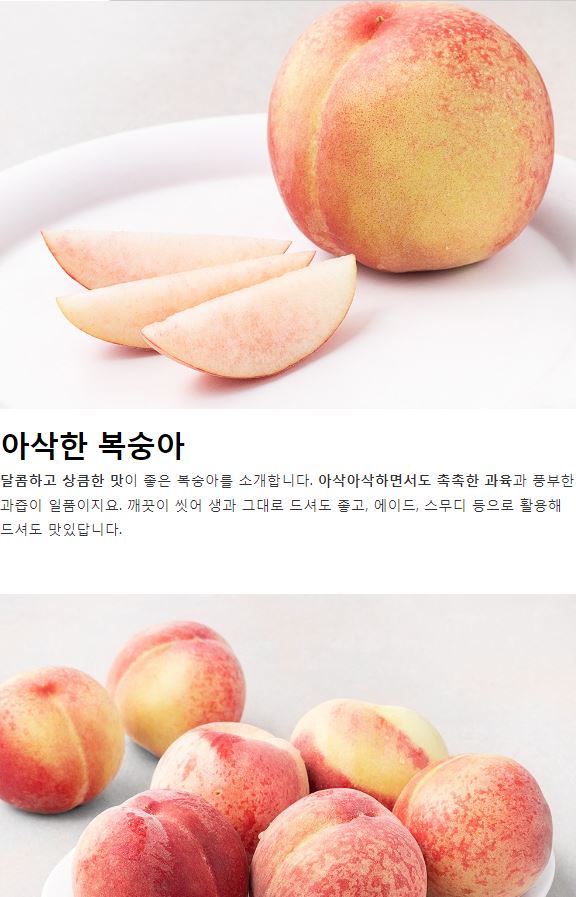 아삭한 복숭아
달콤하고 상큼한 맛이 좋은 복숭아를 소개합니다. 아삭아삭하면서도 촉촉한 과육과 풍부한
과즙이 일품이지요. 깨끗이 씻어 생과 그대로 드셔도 좋고, 에이드, 스무디 등으로 활용해
드셔도 맛있답니다.